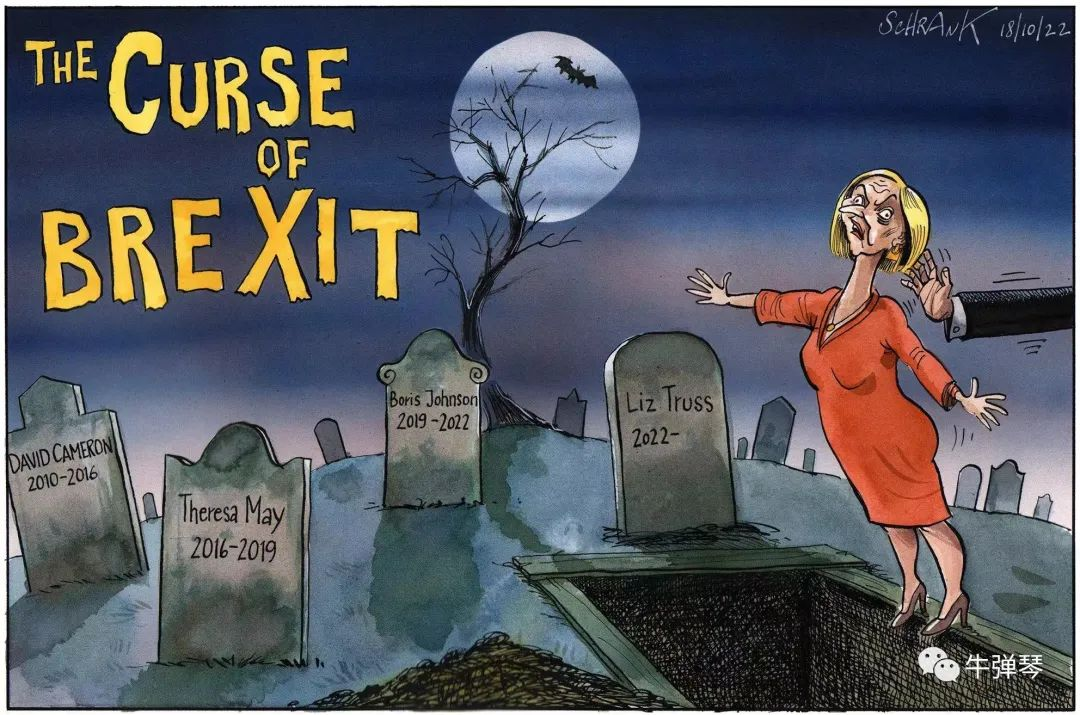 THE CURSE
OF
BREXIT
SCHRANK 18/10/22
DAVID CAMERON
2010-2016
Theresa May
2016-2019
Boris Johnson
2019-2022
Liz Truss
2022-
牛弹琴